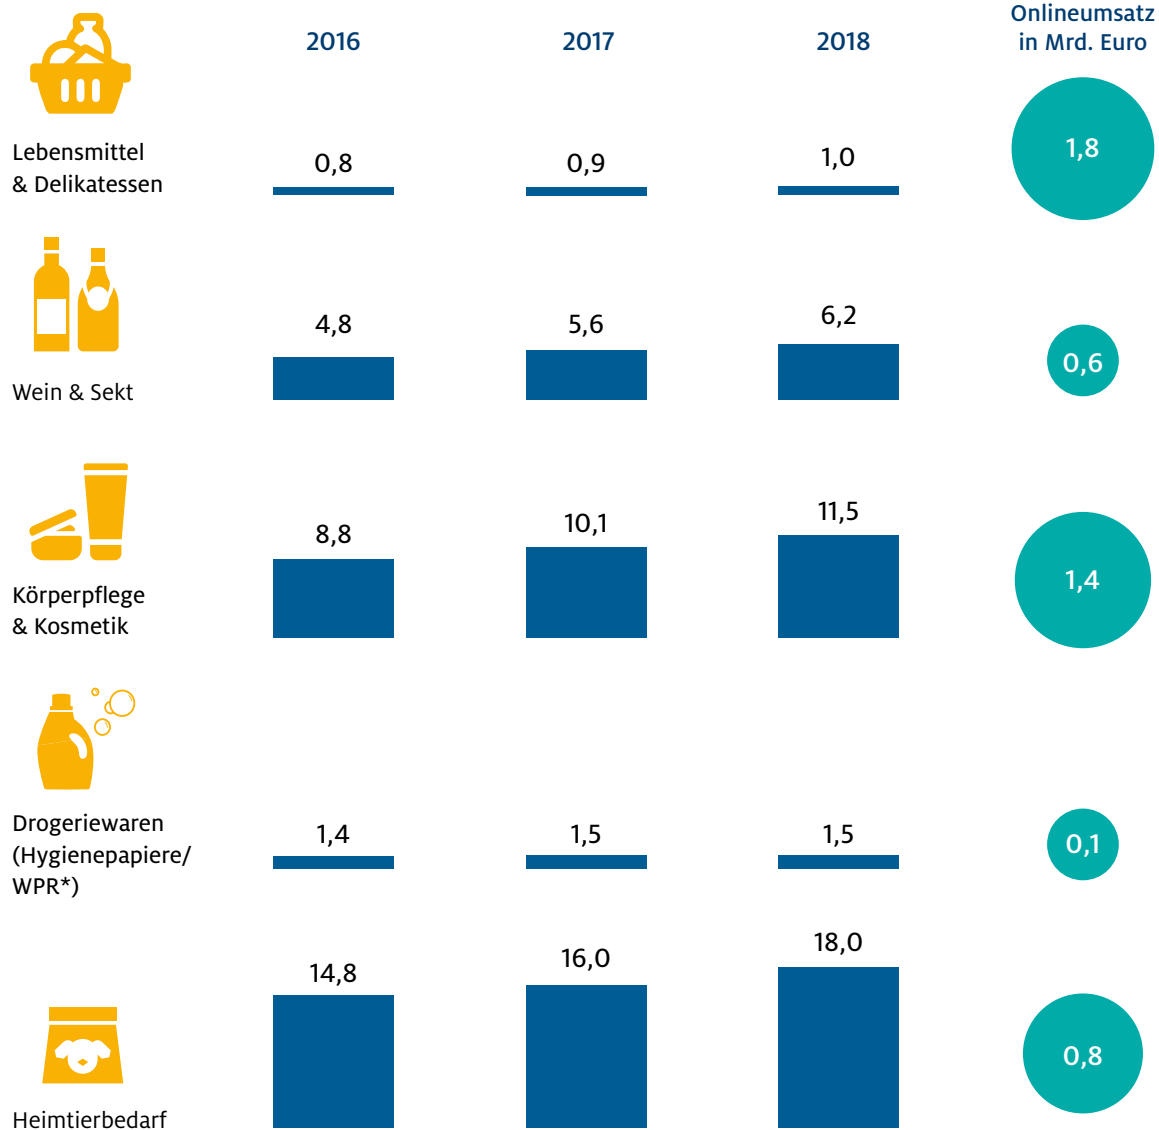 2016
2017
2018
Onlineumsatz
in Mrd. Euro
Lebensmittel
& Delikatessen
0,8
0,9
1,0
1,8
Wein & Sekt
4,8
5,6
6,2
0,6
Körperpflege
& Kosmetik
8,8
10,1
11,5
1,4
Drogeriewaren
(Hygienepapiere/
WPR*)
1,4
1,5
1,5
0,1
Heimtierbedarf
14,8
16,0
18,0
0,8